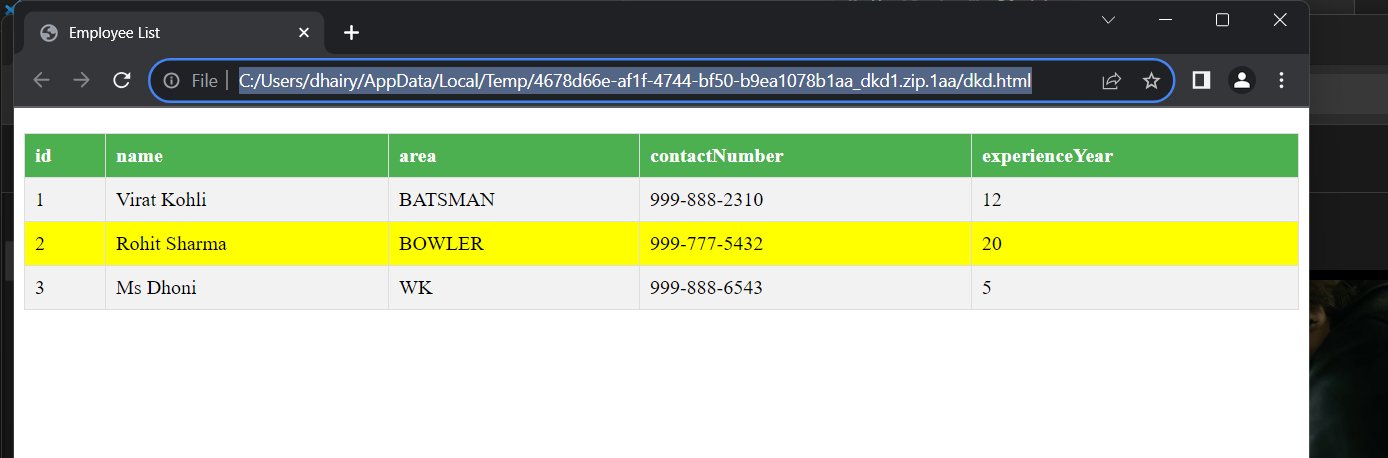 Employee List
File C:/Users/dhairy/AppData/Local/Temp/4678d66e-af1f-4744-bf50-b9ea1078b1aa_dkd1.zip.1aa/dkd.html
id name area contactNumber experienceYear
1 Virat Kohli BATSMAN 999-888-2310 12
2 Rohit Sharma BOWLER 999-777-5432 20
3 Ms Dhoni WK 999-888-6543 5